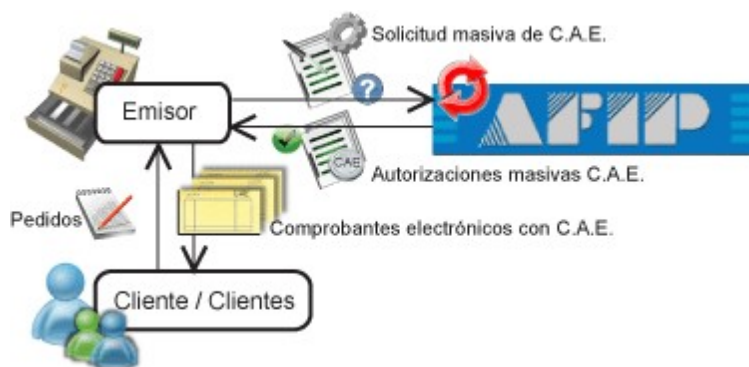 Solicitud masiva de C.A.E.
Emisor
AFIP
CAE
Autorizaciones masivas C.A.E.
Pedidos
Comprobantes electrónicos con C.A.E.
Cliente / Clientes